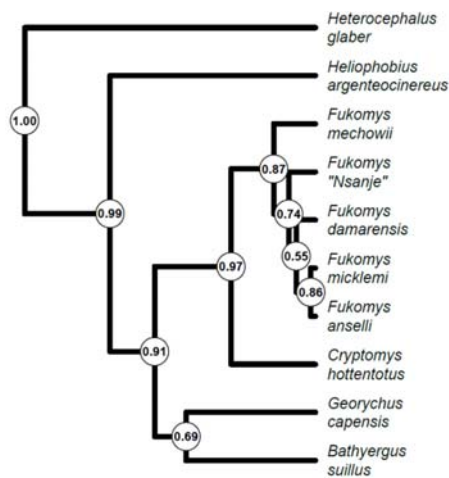 Heterocephalus
glaber
Heliophobius
argenteocinereus
Fukomys
mechowii
1.00
0.87
Fukomys
"Nsanje"
0.99
0.74
Fukomys
damarensis
0.55
0.97
Fukomys
micklemi
0.86
Fukomys
anselli
0.91
Cryptomys
hottentotus
Georychus
capensis
0.69
Bathyergus
suillus